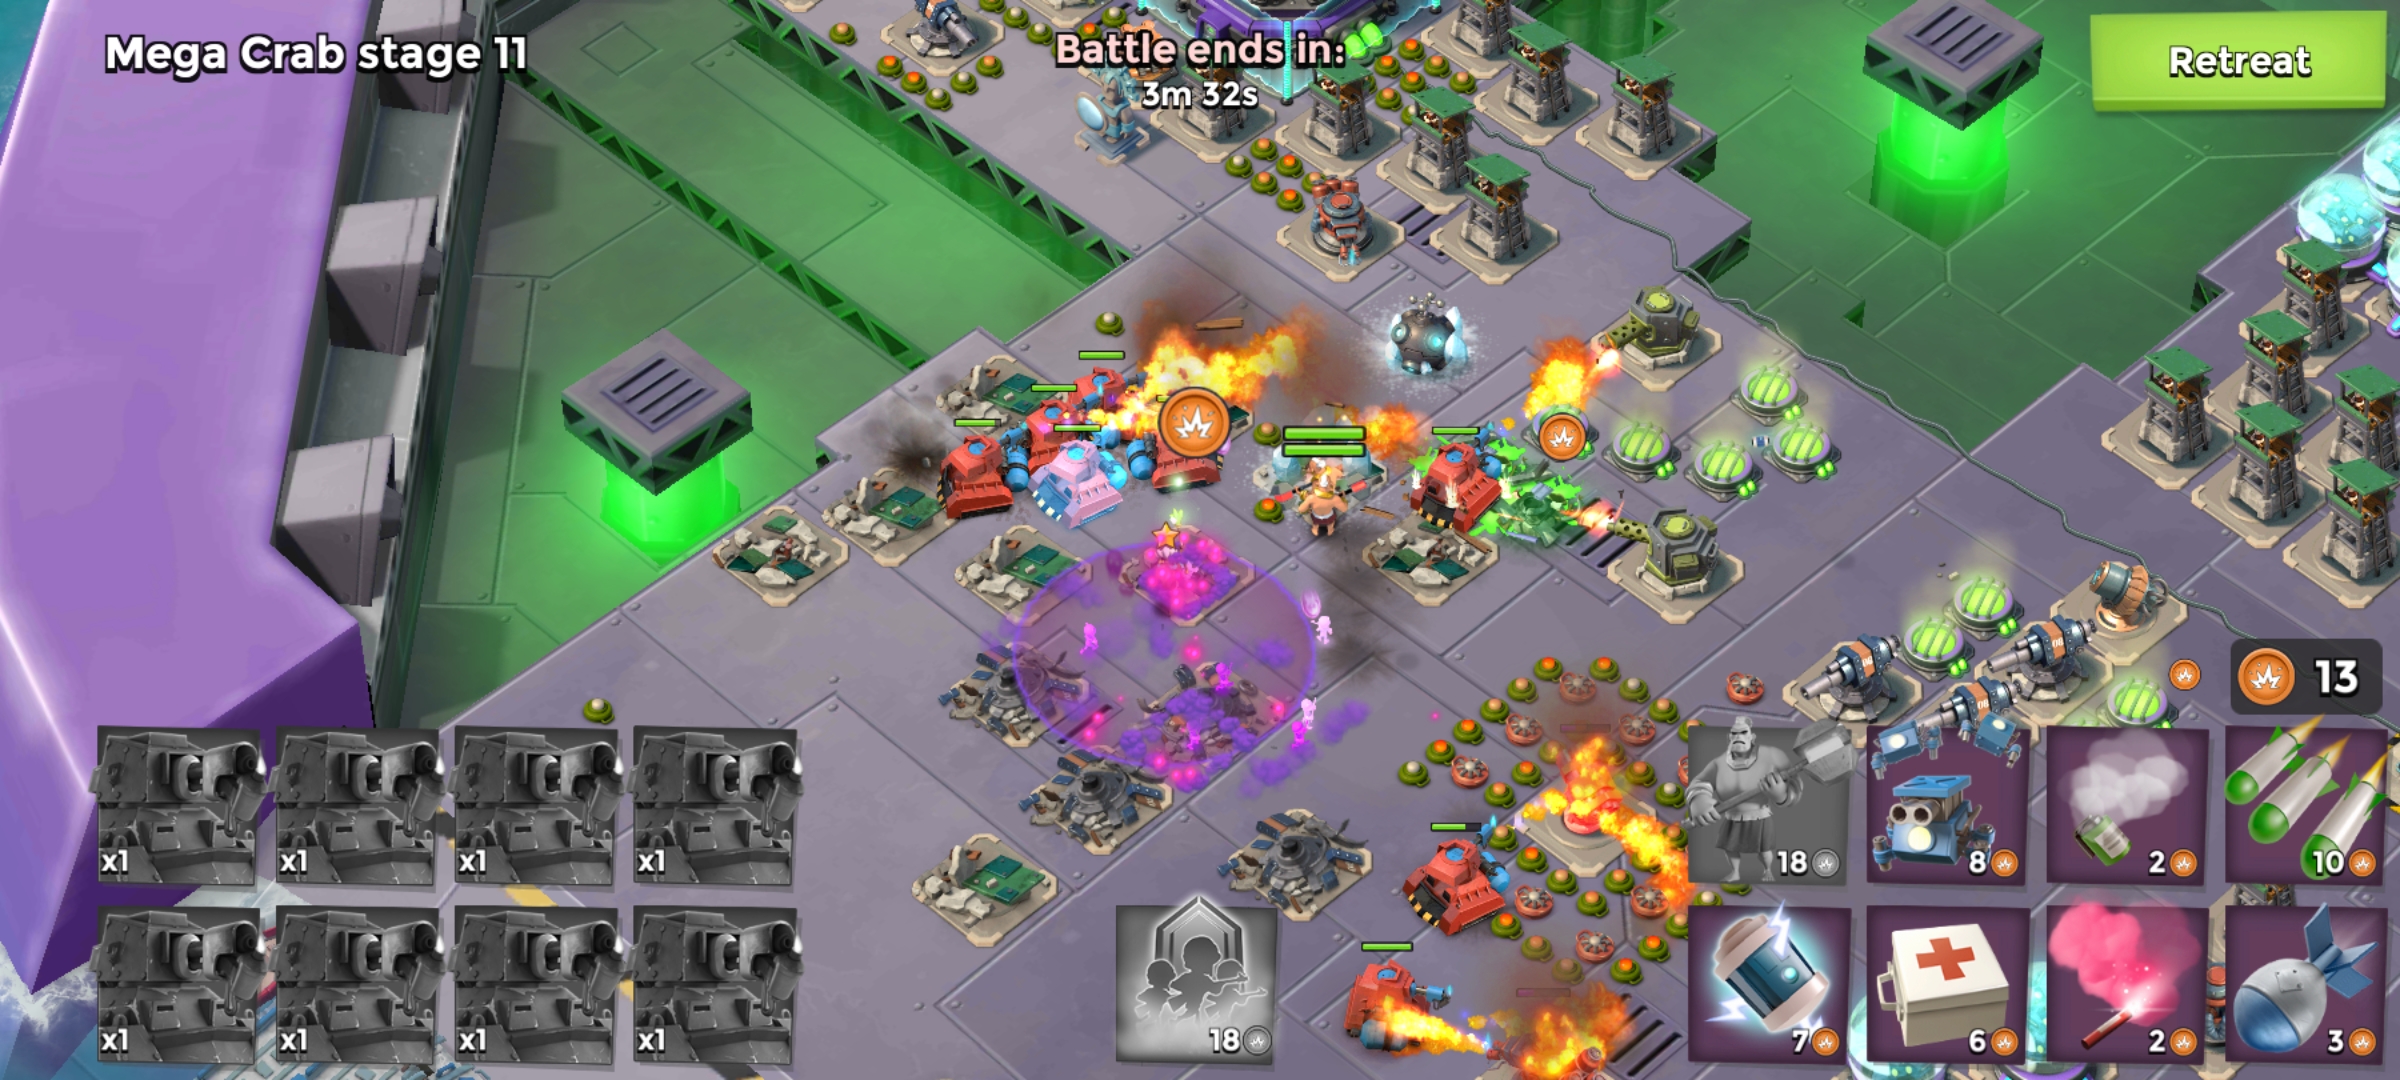 Mega Crab stage 11
Battle ends in:
3m 32s
Retreat
13
x1
x1
x1
x1
18
8
2
10
x1
x1
x1
x1
18
7
6
2
3